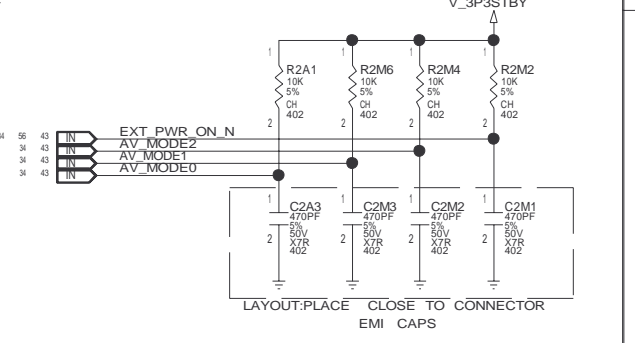 V_3P3STBY
1 1 1 1
R2A1 R2M6 R2M4 R2M2
10K 10K 10K 10K
5% 5% 5% 5%
CH CH CH CH
402 402 402 402
2 2 2 2
56 43 IN EXT_PWR_ON_N
34 43 IN AV_MODE2
34 43 IN AV_MODE1
34 43 IN AV_MODE0
1 1 1 1
C2A3 C2M3 C2M2 C2M1
470PF 470PF 470PF 470PF
5% 5% 5% 5%
2 50V 2 50V 2 50V 2 50V
X7R X7R X7R X7R
402 402 402 402
LAYOUT:PLACE CLOSE TO CONNECTOR
EMI CAPS